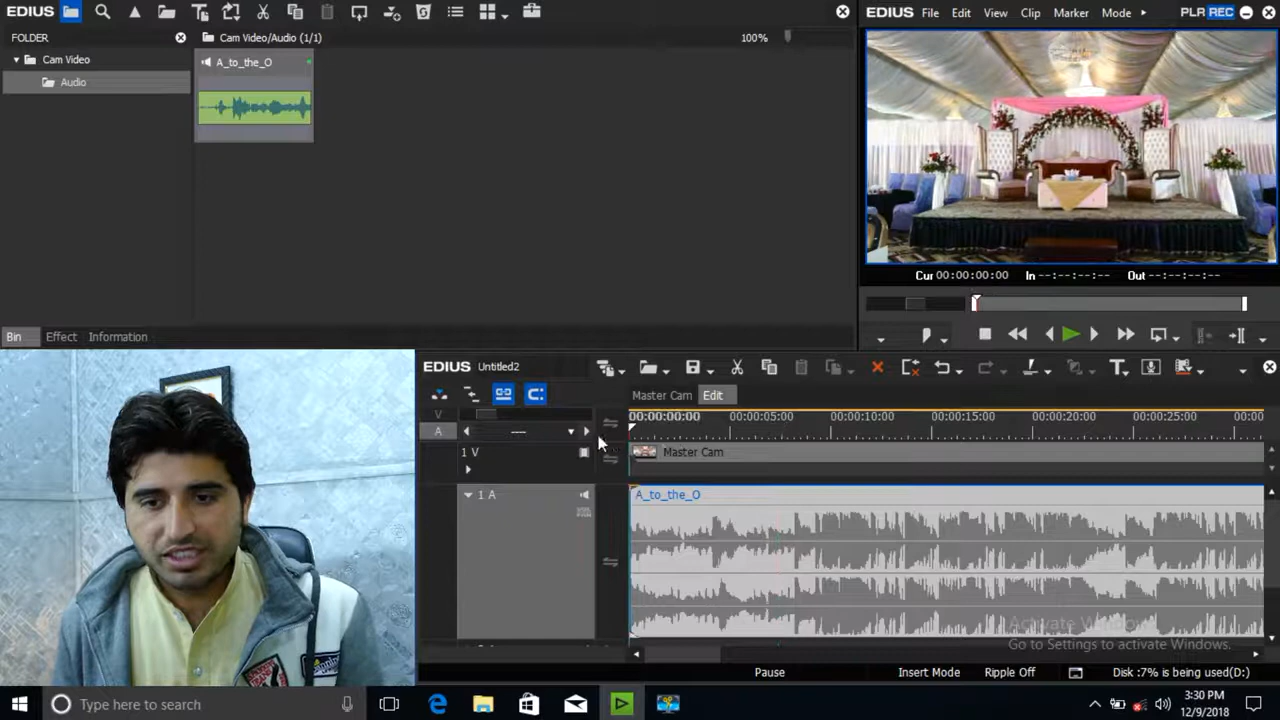 EDIUS
EDIUS File Edit View Clip Marker Mode PLR REC
FOLDER
Cam Video/Audio (1/1)
100%
Cam Video
Audio
A_to_the_O
Cur 00:00:00:00 In --:--:--:-- Out --:--:--:--
Bin Effect Information
EDIUS Untitled2
Master Cam Edit
V
A
----
00:00:00:00 00:00:05:00 00:00:10:00 00:00:15:00 00:00:20:00 00:00:25:00 00:00
1 V
Master Cam
1 A
A_to_the_O
Activate Windows
Go to Settings to activate Windows.
Pause Insert Mode Ripple Off Disk :7% is being used(D:)
Type here to search
3:30 PM
12/9/2018